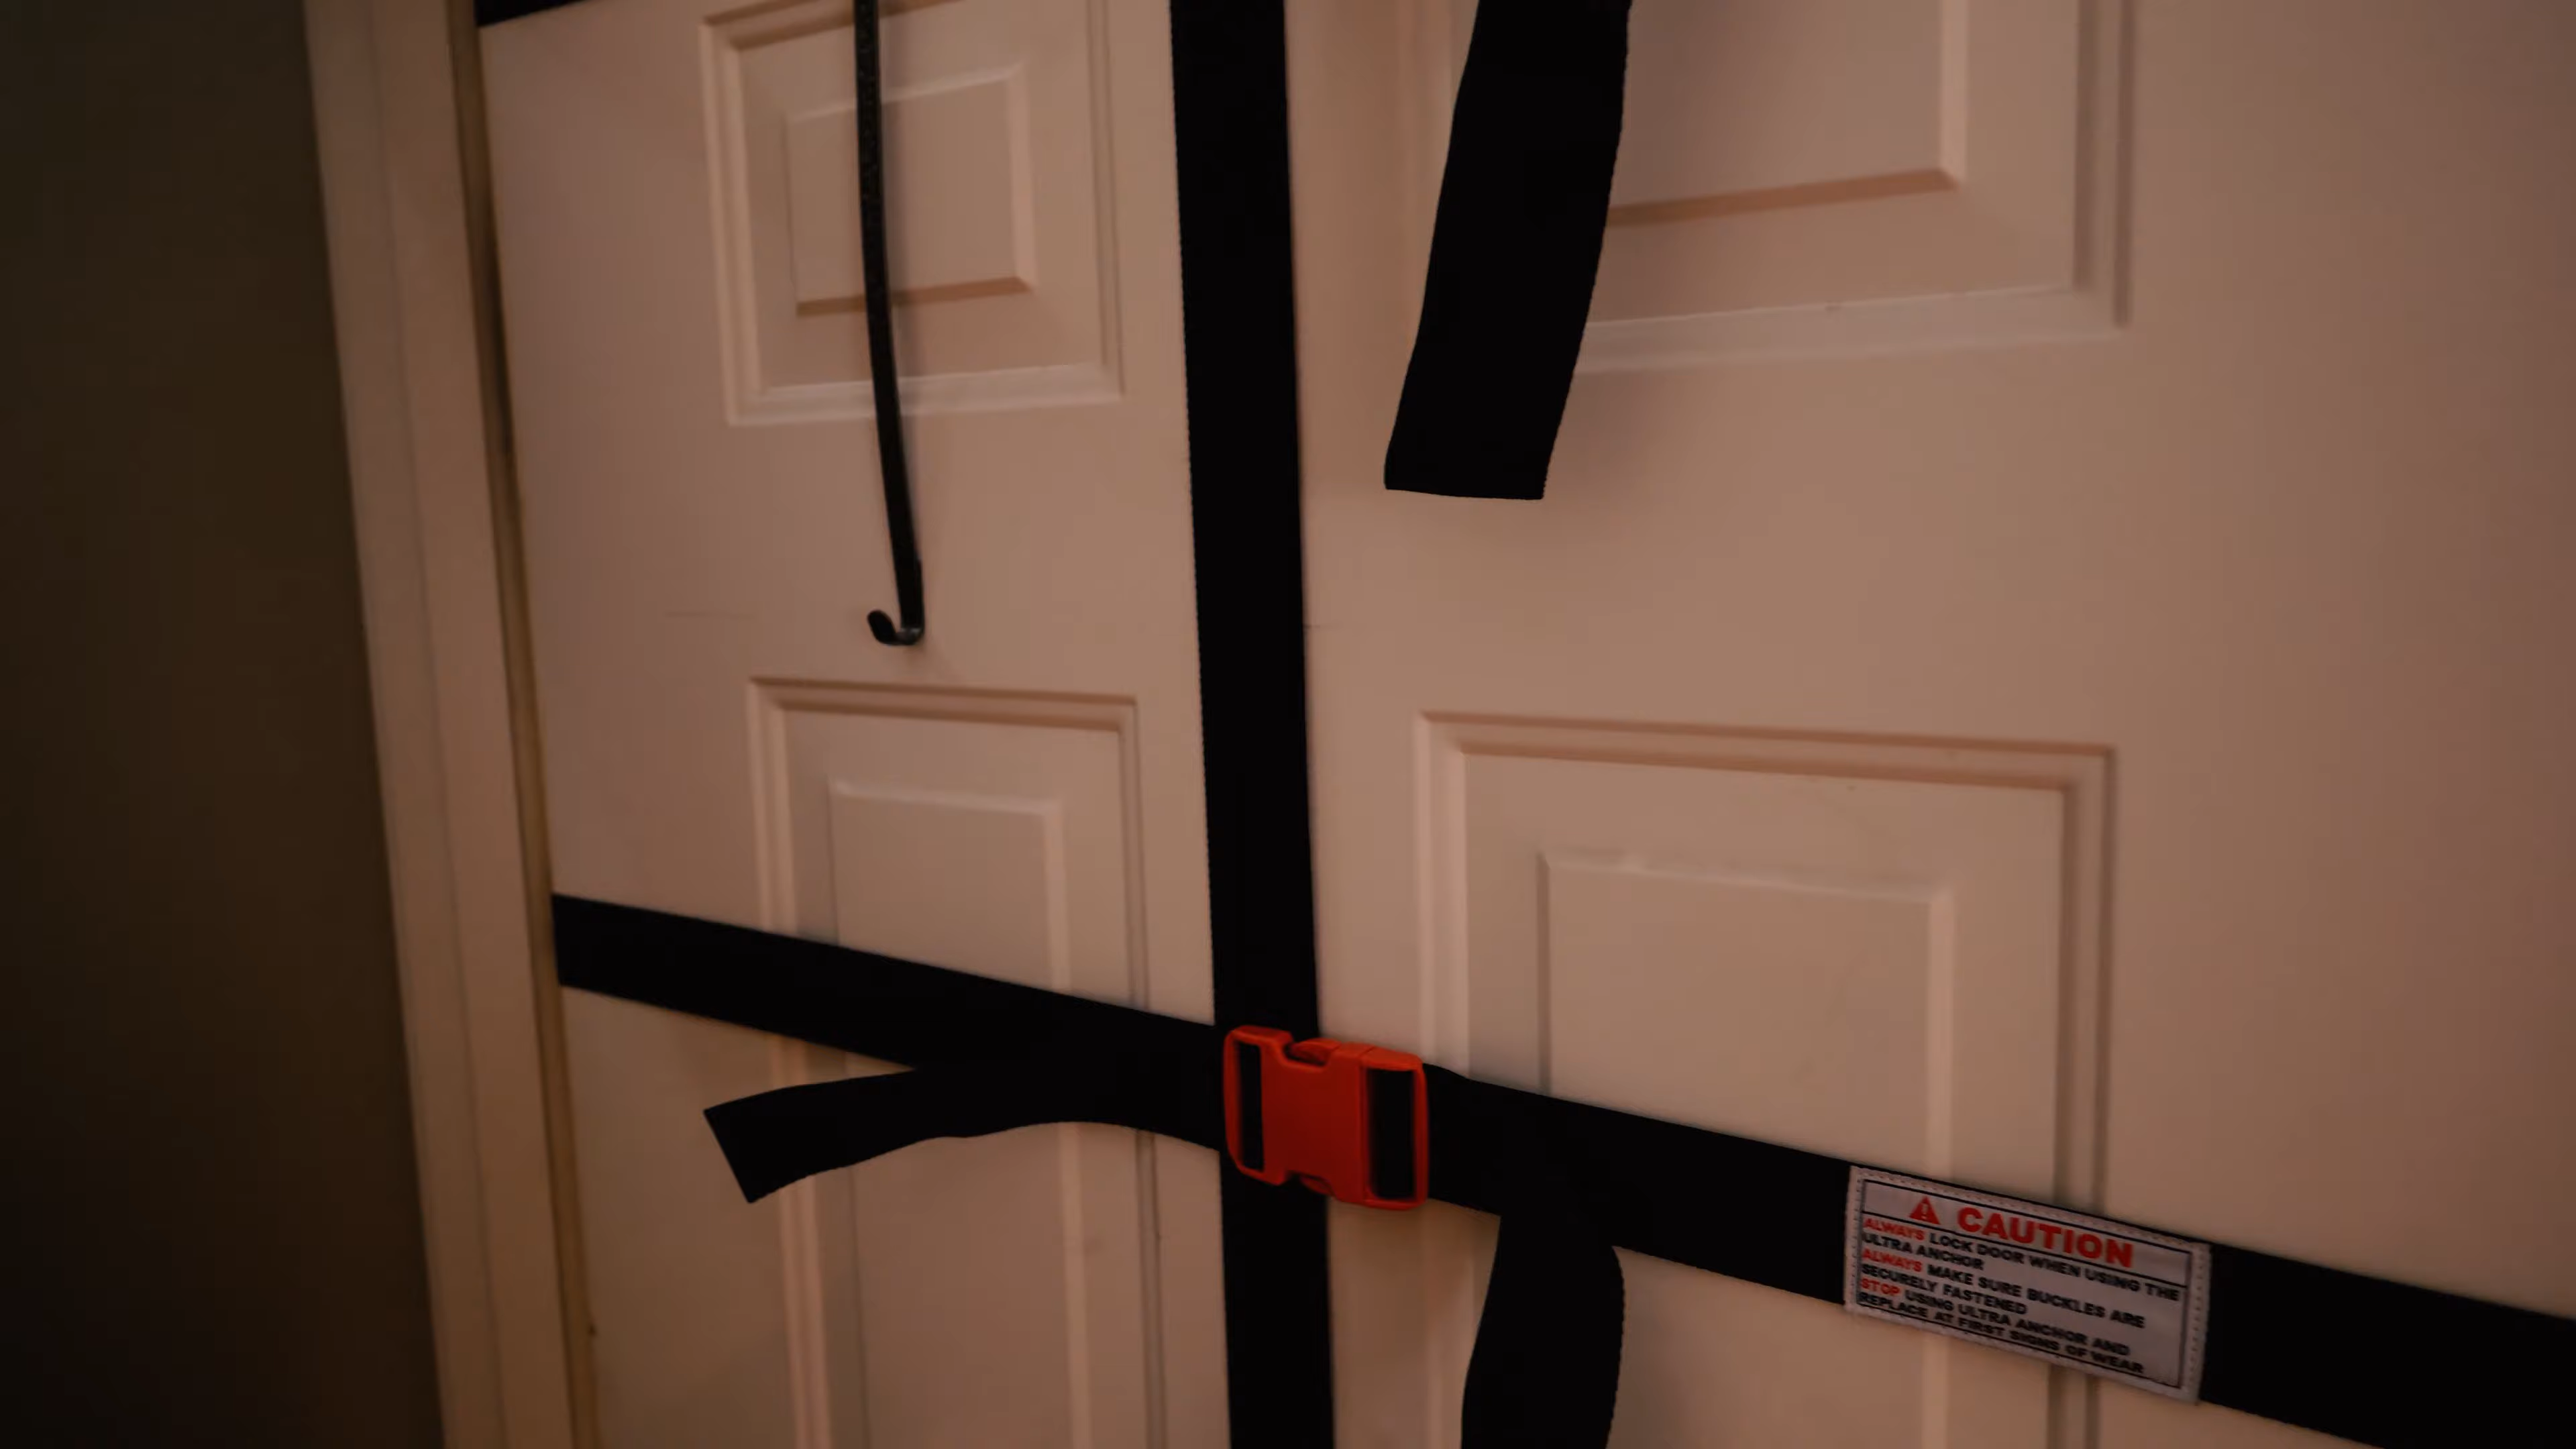 CAUTION
ALWAYS LOCK DOOR WHEN USING THE
ULTRA ANCHOR
ALWAYS MAKE SURE BUCKLES ARE
SECURELY FASTENED
STOP USING ULTRA ANCHOR AND
REPLACE AT FIRST SIGNS OF WEAR